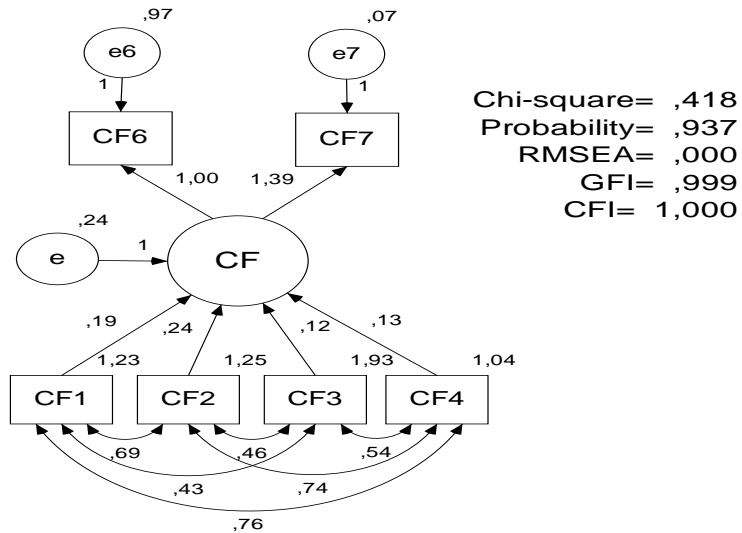 ,97
,07
e6
e7
1
1
CF6
CF7
Chi-square= ,418
Probability= ,937
RMSEA= ,000
GFI= ,999
CFI= 1,000
1,00
1,39
,24
e
1
CF
,19
,24
,12
,13
1,23
1,25
1,93
1,04
CF1
CF2
CF3
CF4
,69
,46
,54
,43
,74
,76